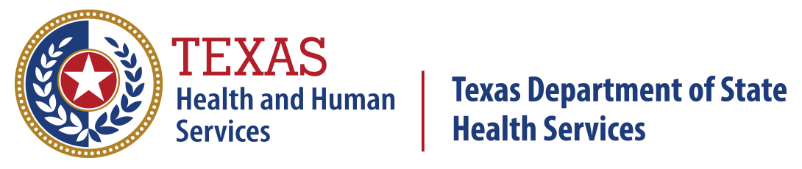 TEXAS
Health and Human
Services
Texas Department of State
Health Services